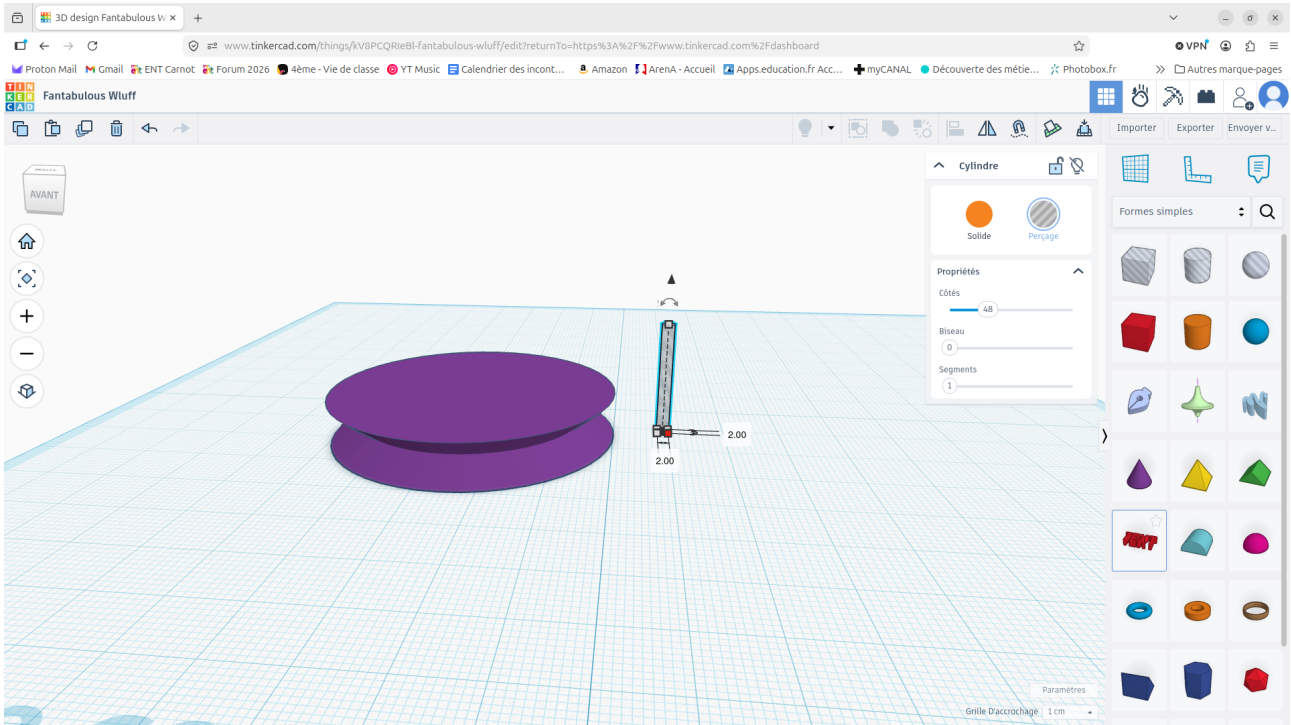 3D design Fantabulous W
www.tinkercad.com/things/kV8PCQRIeBl-fantabulous-wluff/edit?returnTo=https%3A%2F%2Fwww.tinkercad.com%2Fdashboard
VPN
Proton Mail Gmail ENT Carnot Forum 2026 4ème - Vie de classe YT Music Calendrier des incont… Amazon ArenA - Accueil Apps.education.fr Acc… myCANAL Découverte des métie… Photobox.fr Autres marque-pages
TIN
KER
CAD
Fantabulous Wluff
Importer Exporter Envoyer v…
AVANT
Cylindre
Solide Perçage
Propriétés
Côtés
48
Biseau
0
Segments
1
2.00
2.00
Formes simples
TEXT
Paramètres
Grille D'accrochage 1 cm